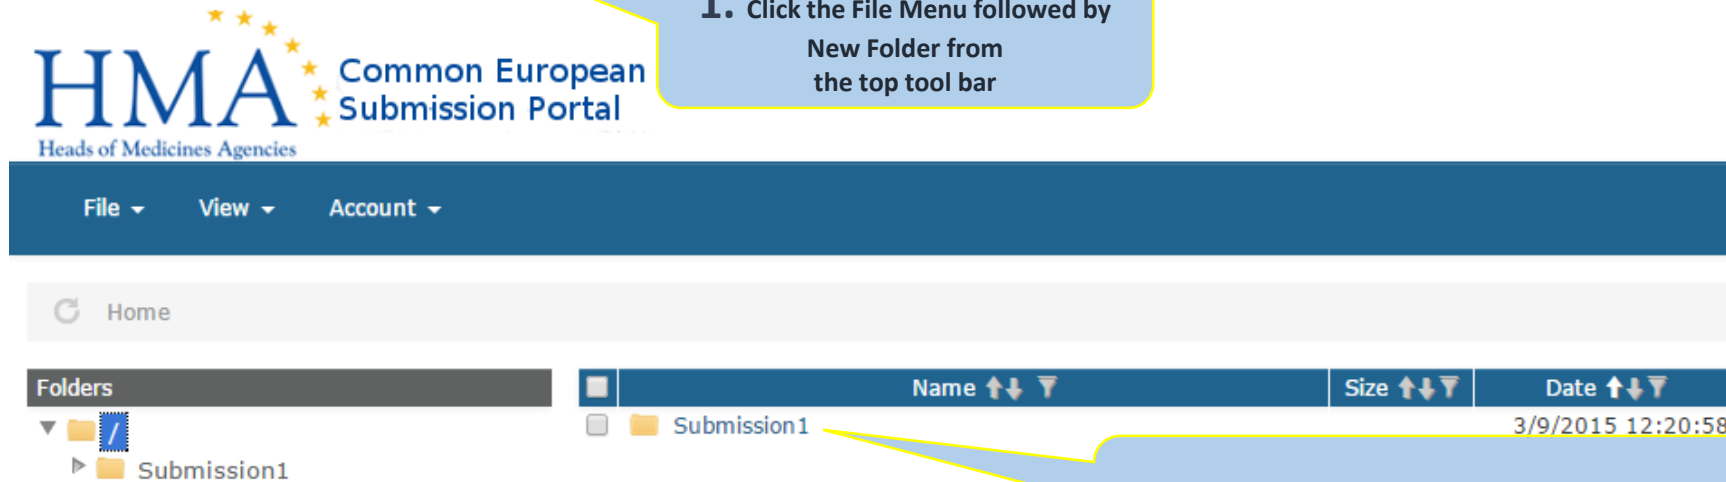 1. Click the File Menu followed by
New Folder from
the top tool bar
HMA
Common European
Submission Portal
Heads of Medicines Agencies
File View Account
Home
Folders Name Size Date
/ Submission1 3/9/2015 12:20:58
Submission1